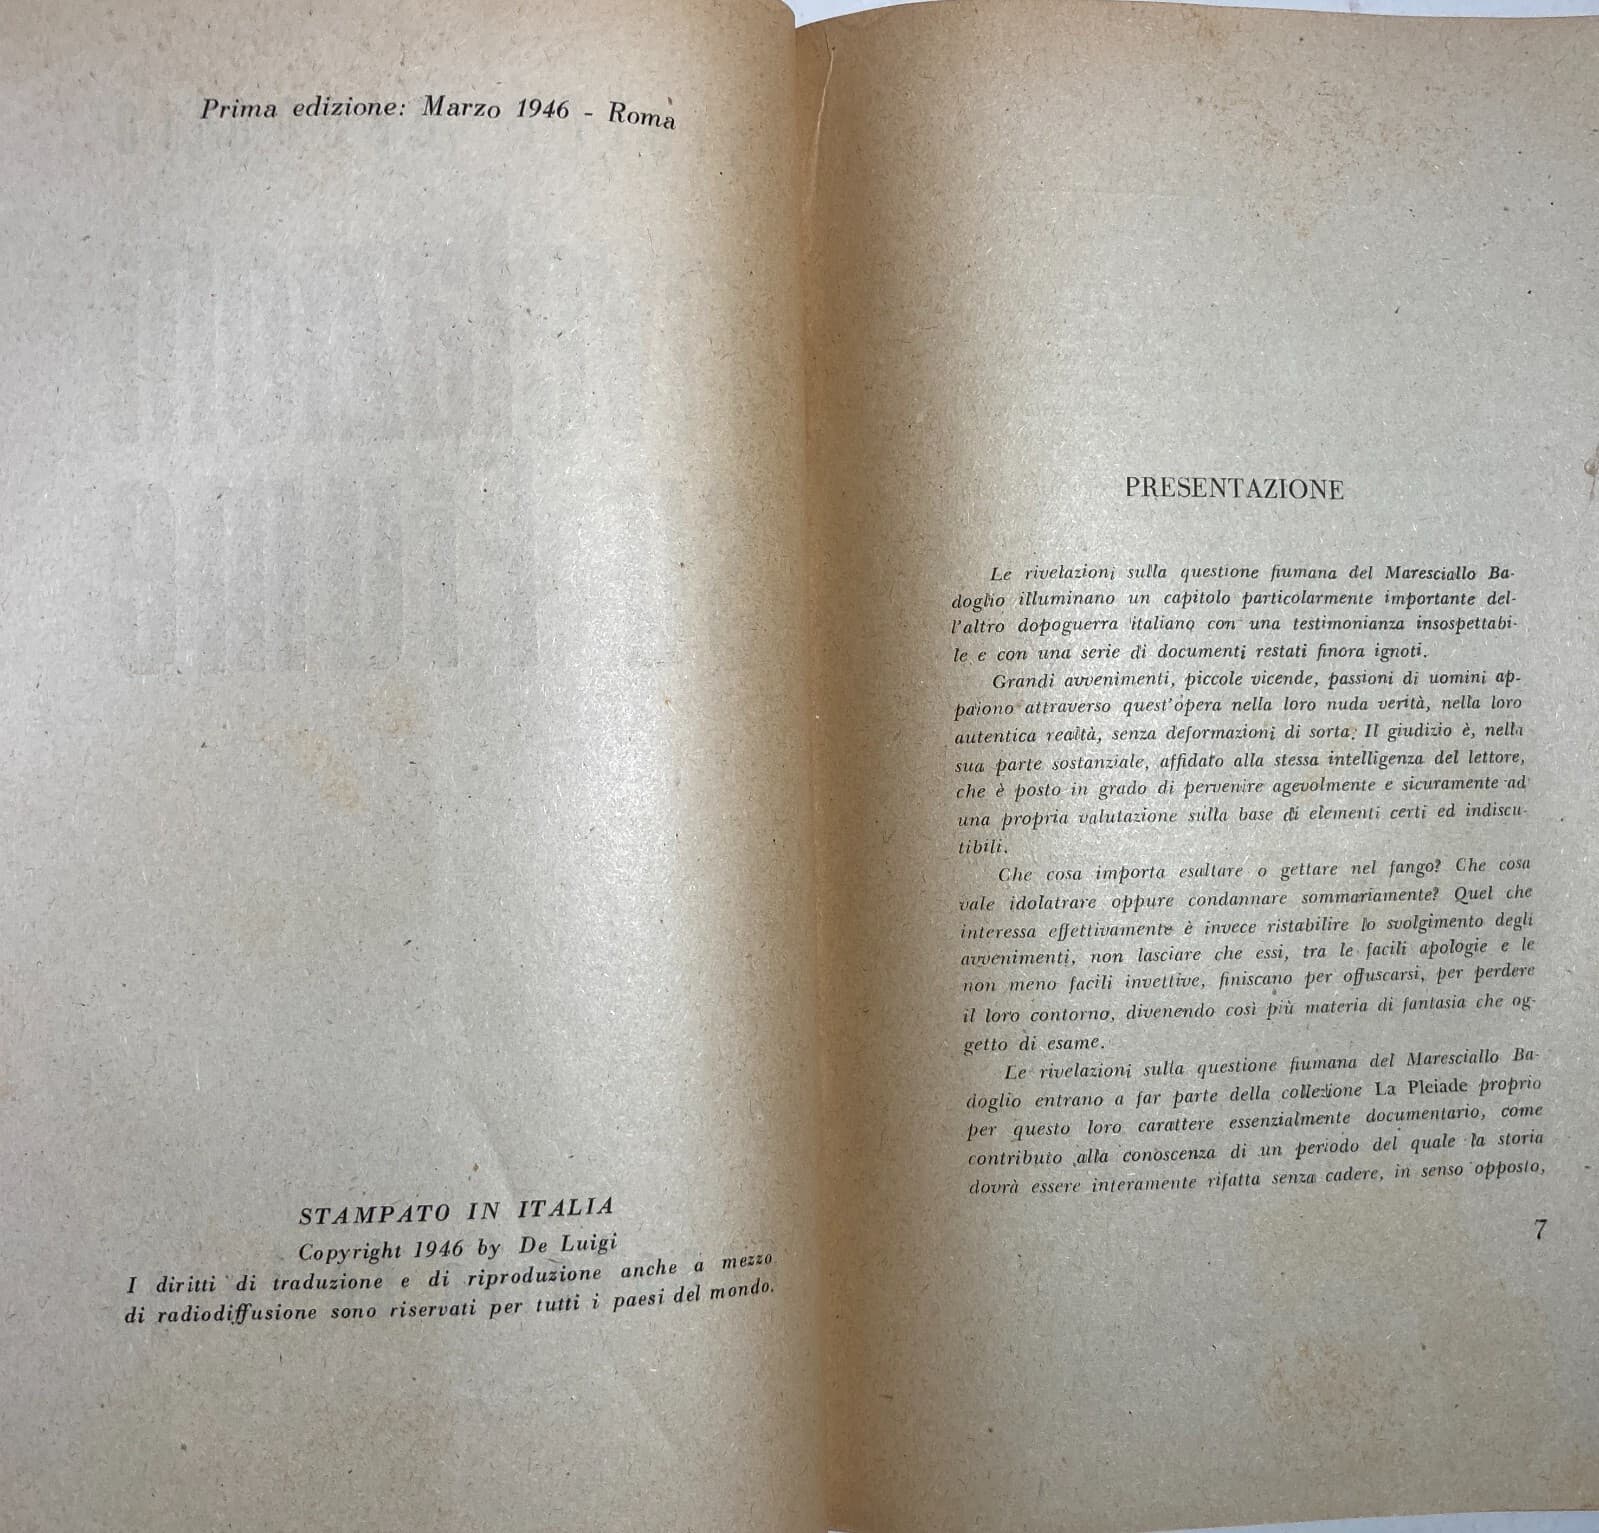 Prima edizione: Marzo 1946 - Roma
STAMPATO IN ITALIA
Copyright 1946 by De Luigi
I diritti di traduzione e di riproduzione anche a mezzo
di radiodiffusione sono riservati per tutti i paesi del mondo.
PRESENTAZIONE
Le rivelazioni sulla questione fiumana del Maresciallo Ba-
doglio illuminano un capitolo particolarmente importante del-
l'altro dopoguerra italiano con una testimonianza insospettabi-
le e con una serie di documenti restati finora ignoti.
Grandi avvenimenti, piccole vicende, passioni di uomini ap-
paiono attraverso quest'opera nella loro nuda verità, nella loro
autentica realtà, senza deformazioni di sorta. Il giudizio è, nella
sua parte sostanziale, affidato alla stessa intelligenza del lettore,
che è posto in grado di pervenire agevolmente e sicuramente ad
una propria valutazione sulla base di elementi certi ed indiscu-
tibili.
Che cosa importa esaltare o gettare nel fango? Che cosa
vale idolatrare oppure condannare sommariamente? Quel che
interessa effettivamente è invece ristabilire lo svolgimento degli
avvenimenti, non lasciare che essi, tra le facili apologie e le
non meno facili invettive, finiscano per offuscarsi, per perdere
il loro contorno, divenendo così più materia di fantasia che og-
getto di esame.
Le rivelazioni sulla questione fiumana del Maresciallo Ba-
doglio entrano a far parte della collezione La Pleiade proprio
per questo loro carattere essenzialmente documentario, come
contributo alla conoscenza di un periodo del quale la storia
dovrà essere interamente rifatta senza cadere, in senso opposto,
7